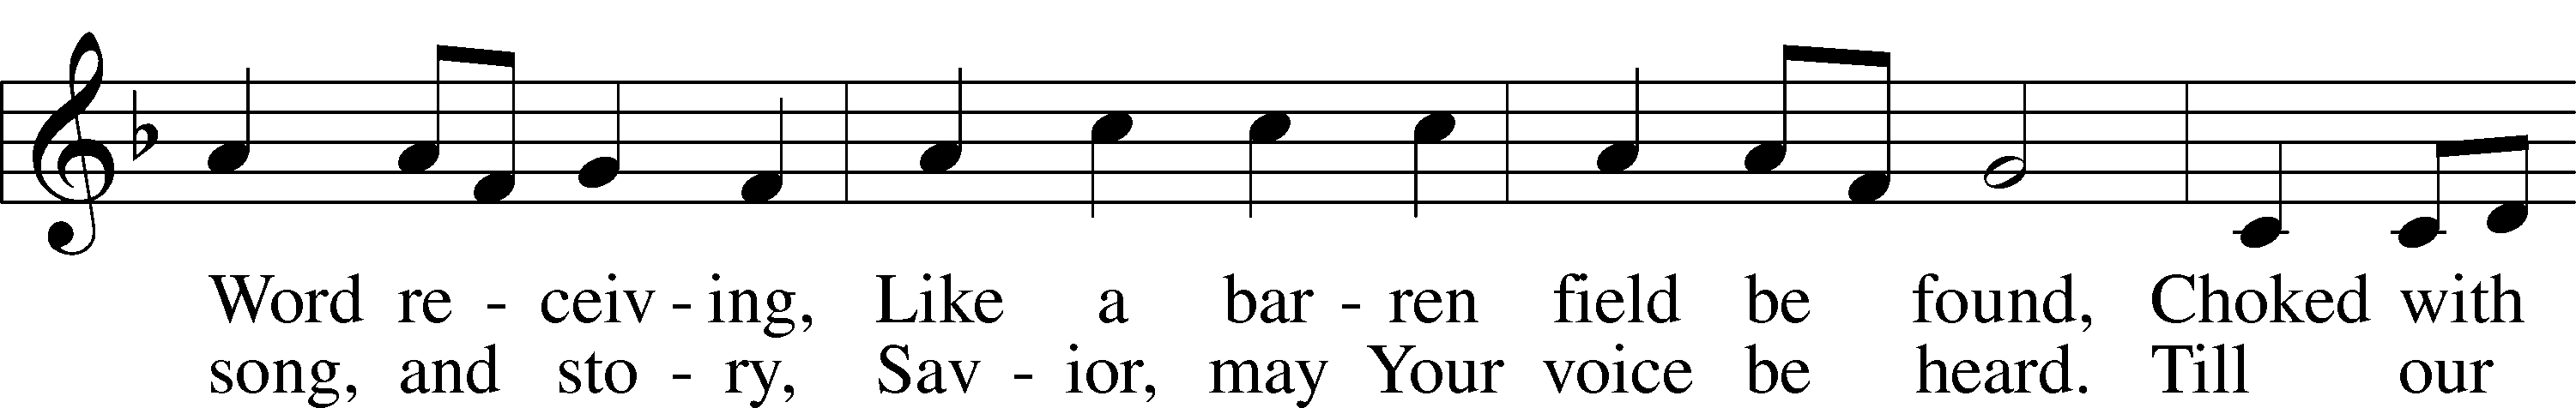 Word re - ceiv - ing, Like a bar - ren field be found, Choked with
song, and sto - ry, Sav - ior, may Your voice be heard. Till our